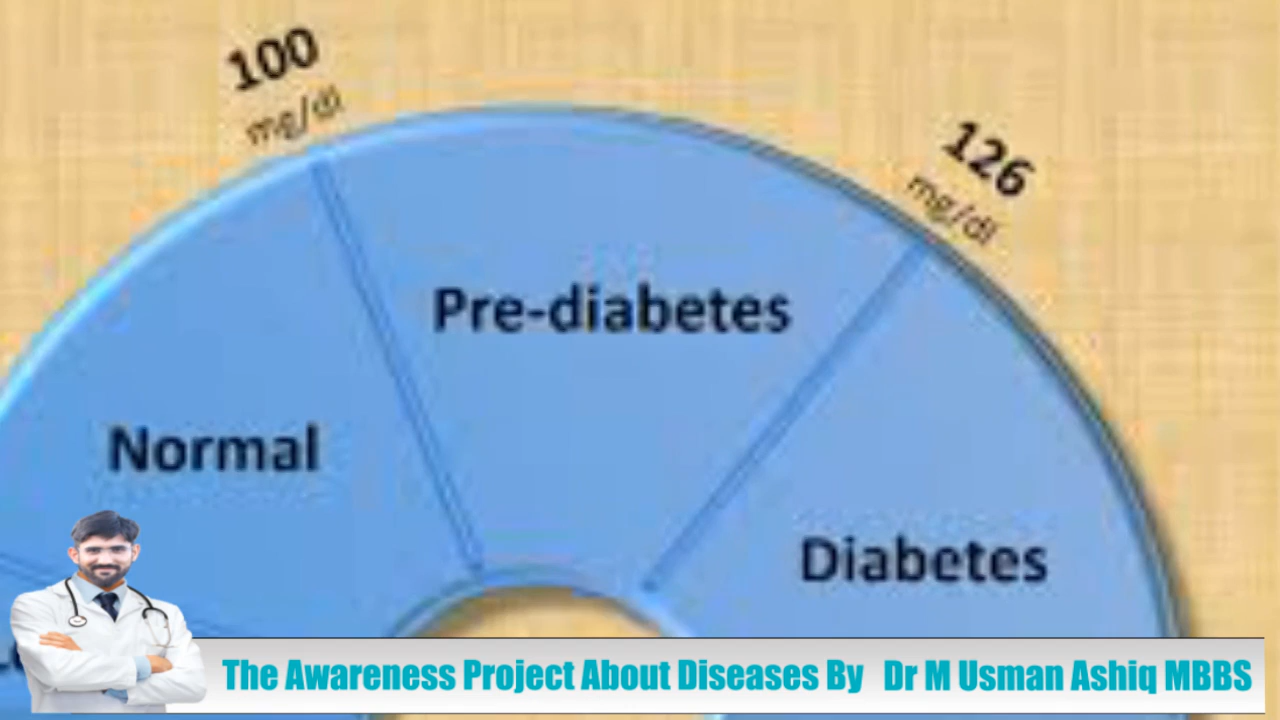 100
mg/dl
126
mg/dl
Pre-diabetes
Normal
Diabetes
The Awareness Project About Diseases By Dr M Usman Ashiq MBBS